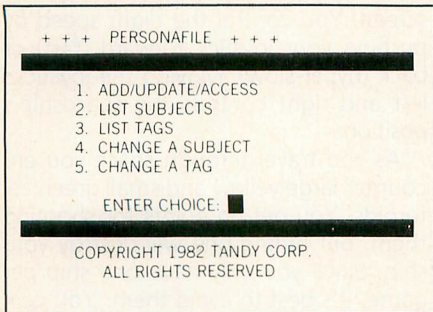 + + + PERSONAFILE + + +
1. ADD/UPDATE/ACCESS
2. LIST SUBJECTS
3. LIST TAGS
4. CHANGE A SUBJECT
5. CHANGE A TAG
ENTER CHOICE:
COPYRIGHT 1982 TANDY CORP.
ALL RIGHTS RESERVED